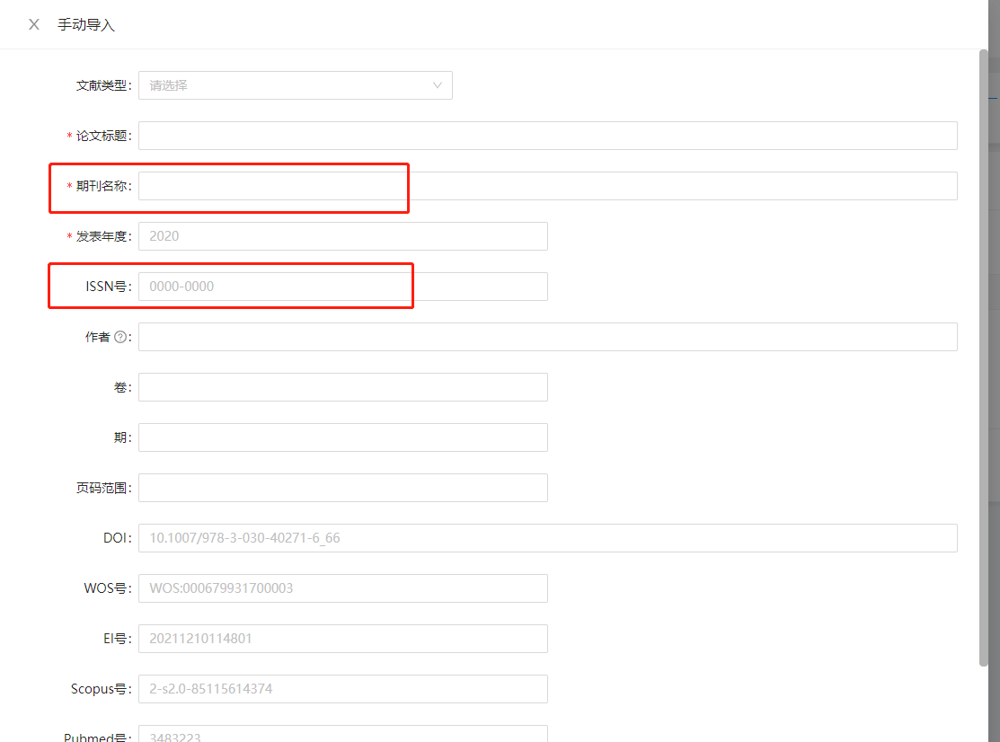 手动导入
文献类型: 请选择
* 论文标题:
* 期刊名称:
* 发表年度: 2020
ISSN号: 0000-0000
作者 ? :
卷:
期:
页码范围:
DOI: 10.1007/978-3-030-40271-6_66
WOS号: WOS:000679931700003
EI号: 20211210114801
Scopus号: 2-s2.0-85115614374
Pubmed号: 3483223